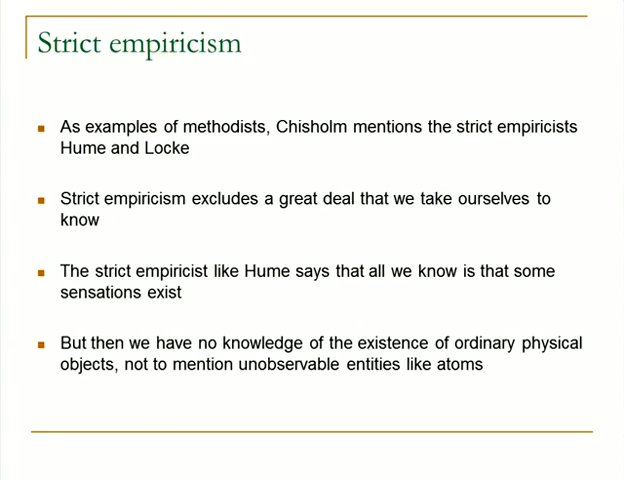 Strict empiricism
As examples of methodists, Chisholm mentions the strict empiricists
Hume and Locke
Strict empiricism excludes a great deal that we take ourselves to
know
The strict empiricist like Hume says that all we know is that some
sensations exist
But then we have no knowledge of the existence of ordinary physical
objects, not to mention unobservable entities like atoms